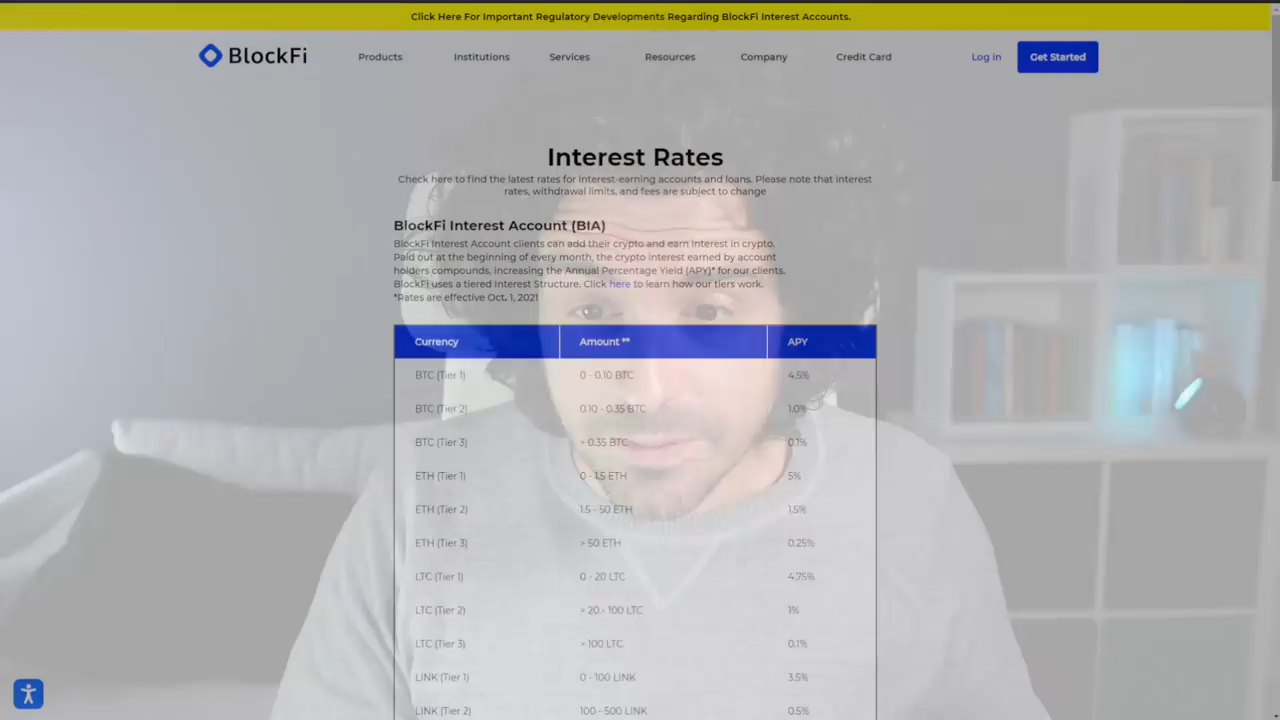 Click Here For Important Regulatory Developments Regarding BlockFi Interest Accounts.
BlockFi Products Institutions Services Resources Company Credit Card Log in Get Started
Interest Rates
Check here to find the latest rates for interest-earning accounts and loans. Please note that interest
rates, withdrawal limits, and fees are subject to change
BlockFi Interest Account (BIA)
BlockFi Interest Account clients can add their crypto and earn interest in crypto.
Paid out at the beginning of every month, the crypto interest earned by account
holders compounds, increasing the Annual Percentage Yield (APY)* for our clients.
BlockFi uses a tiered Interest Structure. Click here to learn how our tiers work.
*Rates are effective Oct. 1, 2021
Currency Amount ** APY
BTC (Tier 1) 0 - 0.10 BTC 4.5%
BTC (Tier 2) 0.10 - 0.35 BTC 1.0%
BTC (Tier 3) > 0.35 BTC 0.1%
ETH (Tier 1) 0 - 1.5 ETH 5%
ETH (Tier 2) 1.5 - 50 ETH 1.5%
ETH (Tier 3) > 50 ETH 0.25%
LTC (Tier 1) 0 - 20 LTC 4.75%
LTC (Tier 2) > 20 - 100 LTC 1%
LTC (Tier 3) > 100 LTC 0.1%
LINK (Tier 1) 0 - 100 LINK 3.5%
LINK (Tier 2) 100 - 500 LINK 0.5%